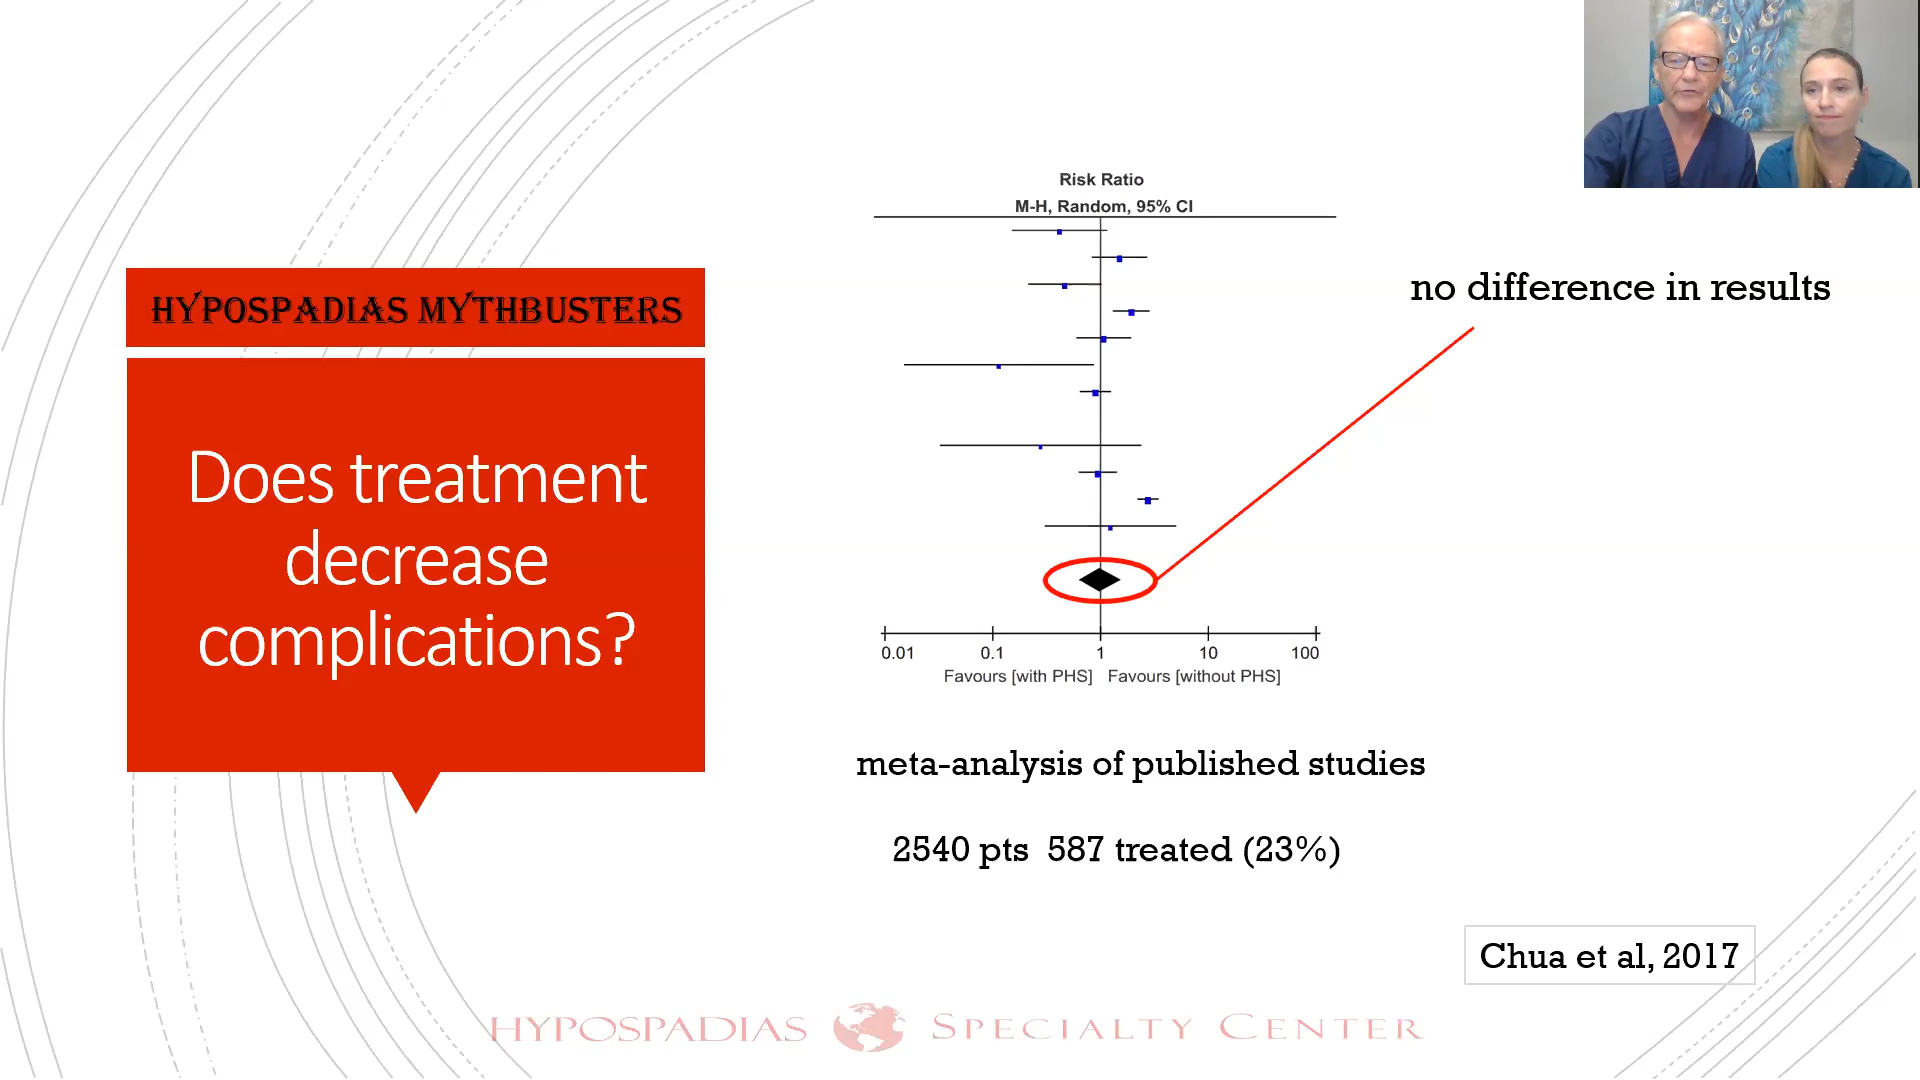 HYPOSPADIAS MYTHBUSTERS
Does treatment
decrease
complications?
Risk Ratio
M-H, Random, 95% CI
no difference in results
0.01 0.1 1 10 100
Favours [with PHS] Favours [without PHS]
meta-analysis of published studies
2540 pts 587 treated (23%)
Chua et al, 2017
HYPOSPADIAS SPECIALTY CENTER